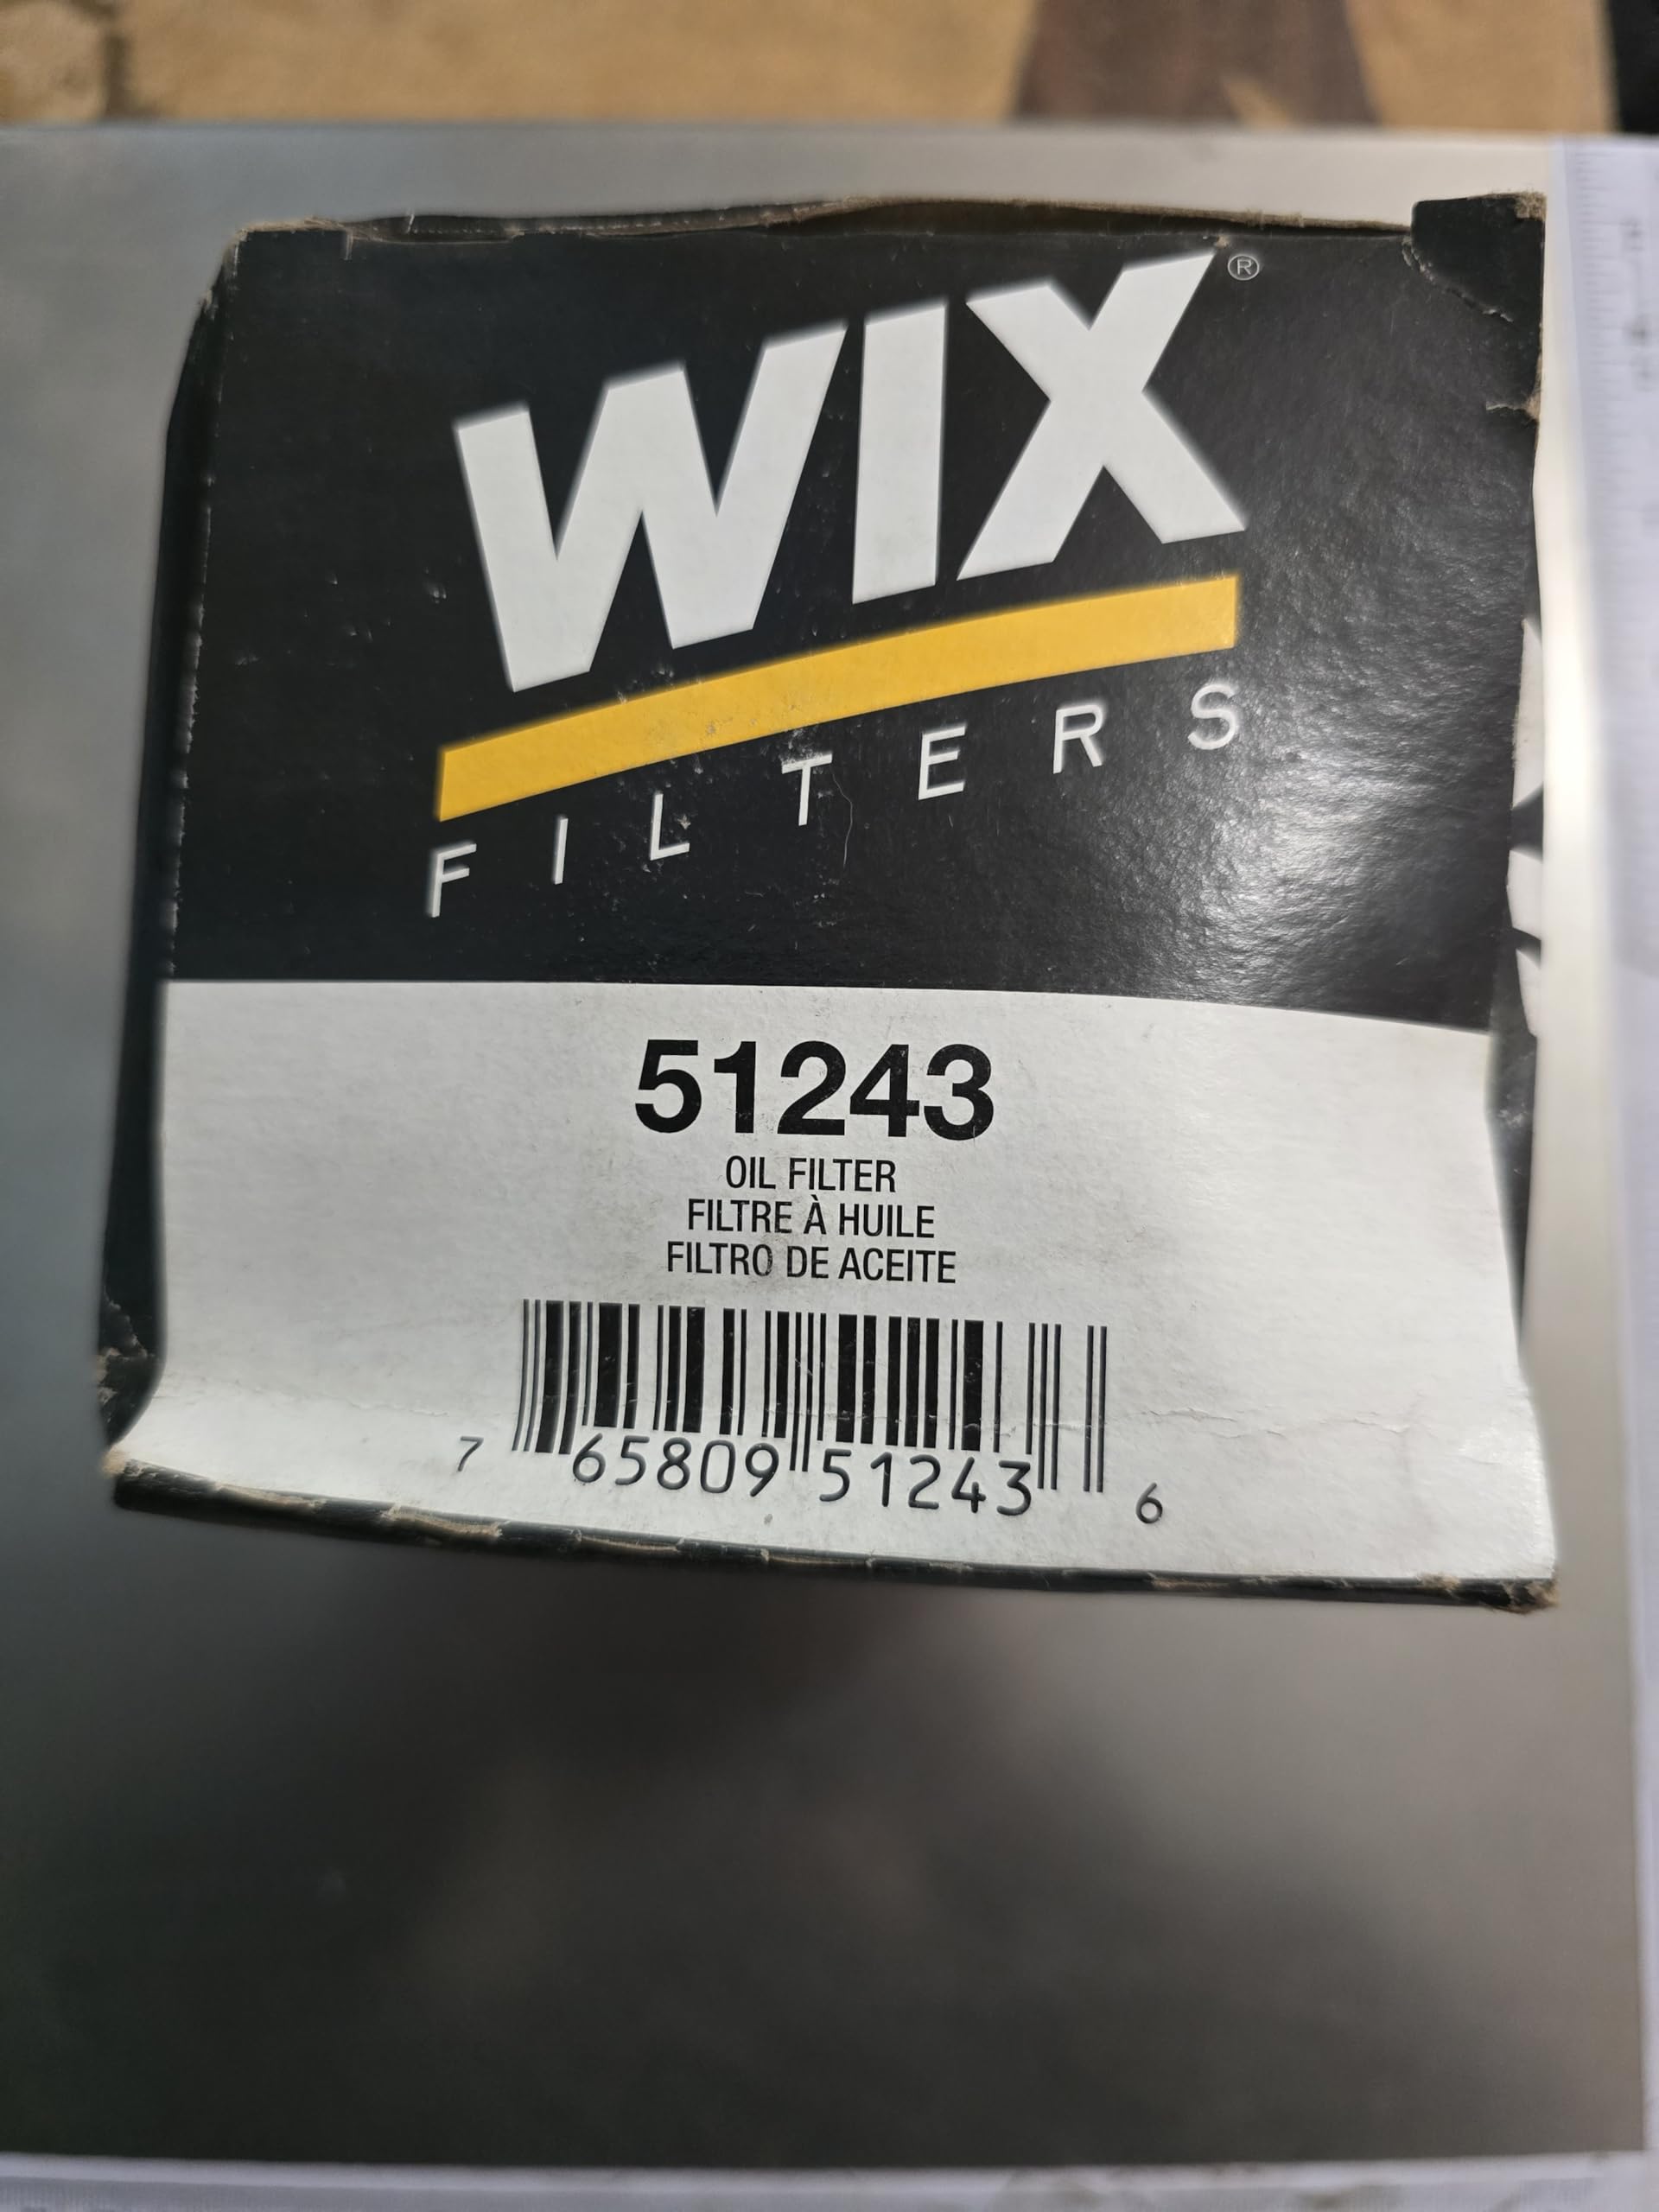 WIX®
FILTERS
51243
OIL FILTER
FILTRE À HUILE
FILTRO DE ACEITE
7 65809 51243 6